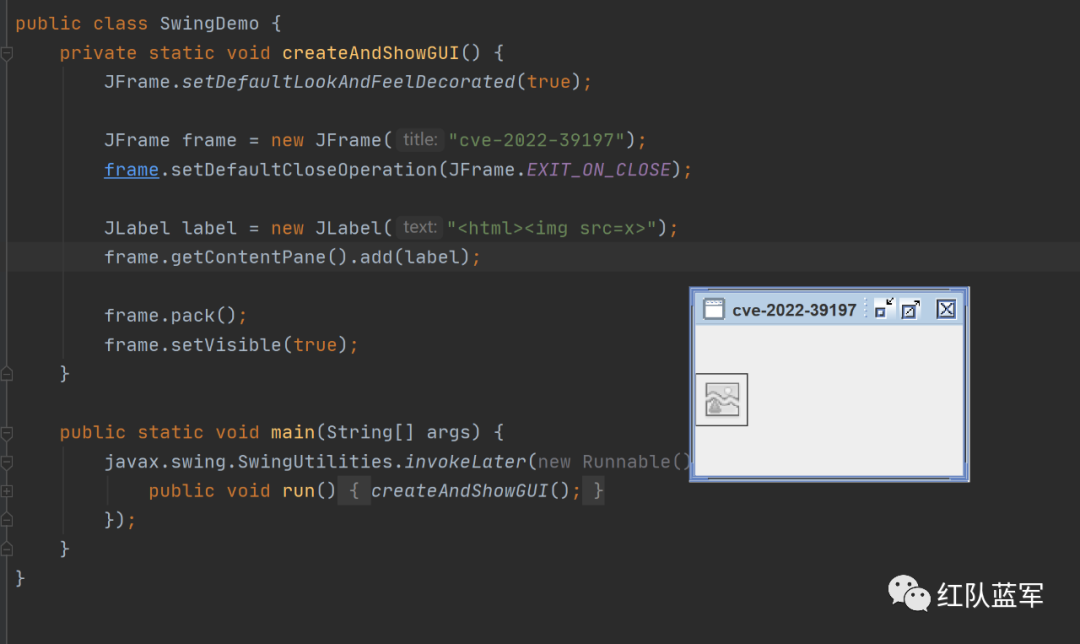 public class SwingDemo {
private static void createAndShowGUI() {
JFrame.setDefaultLookAndFeelDecorated(true);
JFrame frame = new JFrame( title: "cve-2022-39197");
frame.setDefaultCloseOperation(JFrame.EXIT_ON_CLOSE);
JLabel label = new JLabel( text: "<html><img src=x>");
frame.getContentPane().add(label);
cve-2022-39197
frame.pack();
frame.setVisible(true);
}
public static void main(String[] args) {
javax.swing.SwingUtilities.invokeLater(new Runnable()
public void run() { createAndShowGUI(); }
});
}
}
红队蓝军